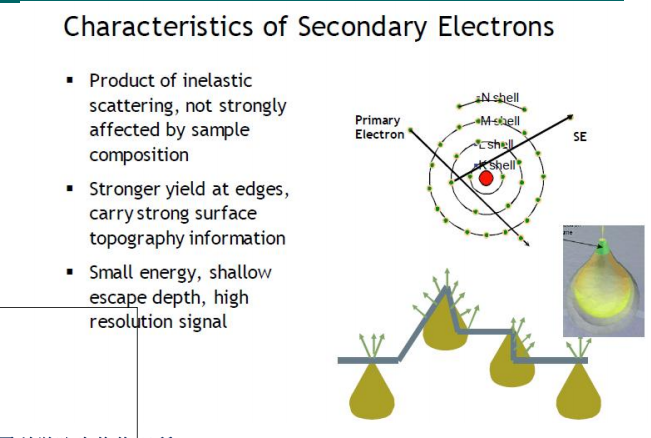 Characteristics of Secondary Electrons
▪ Product of inelastic
scattering, not strongly
affected by sample
composition
▪ Stronger yield at edges,
carry strong surface
topography information
▪ Small energy, shallow
escape depth, high
resolution signal
Primary
Electron
N shell
M shell
L shell
K shell
SE